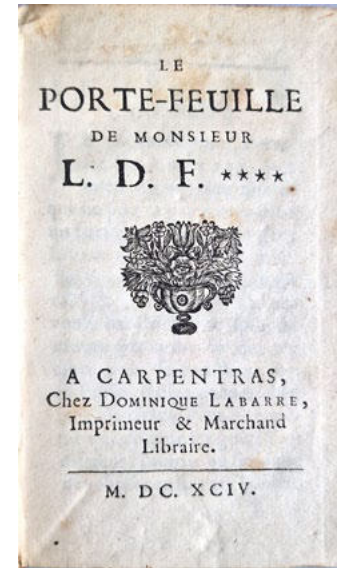 LE
PORTE-FEUILLE
DE MONSIEUR
L. D. F. ****
A CARPENTRAS,
Chez DOMINIQUE LABARRE,
Imprimeur & Marchand
Libraire.
M. DC. XCIV.